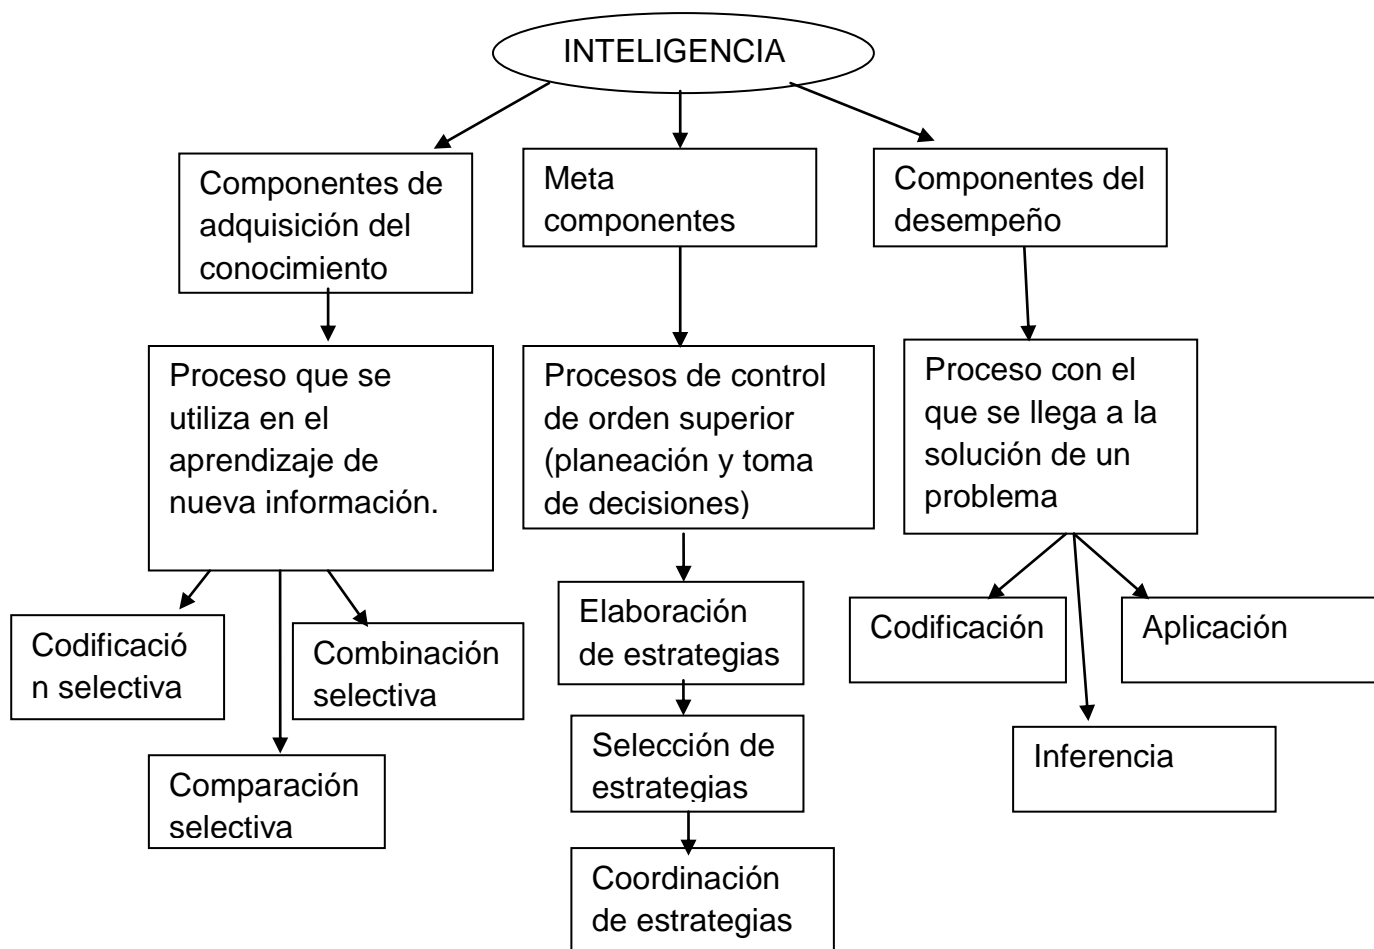 INTELIGENCIA
Componentes de
adquisición del
conocimiento
Meta
componentes
Componentes del
desempeño
Proceso que se
utiliza en el
aprendizaje de
nueva información.
Procesos de control
de orden superior
(planeación y toma
de decisiones)
Proceso con el
que se llega a la
solución de un
problema
Codificació
n selectiva
Combinación
selectiva
Comparación
selectiva
Elaboración
de estrategias
Selección de
estrategias
Coordinación
de estrategias
Codificación
Aplicación
Inferencia